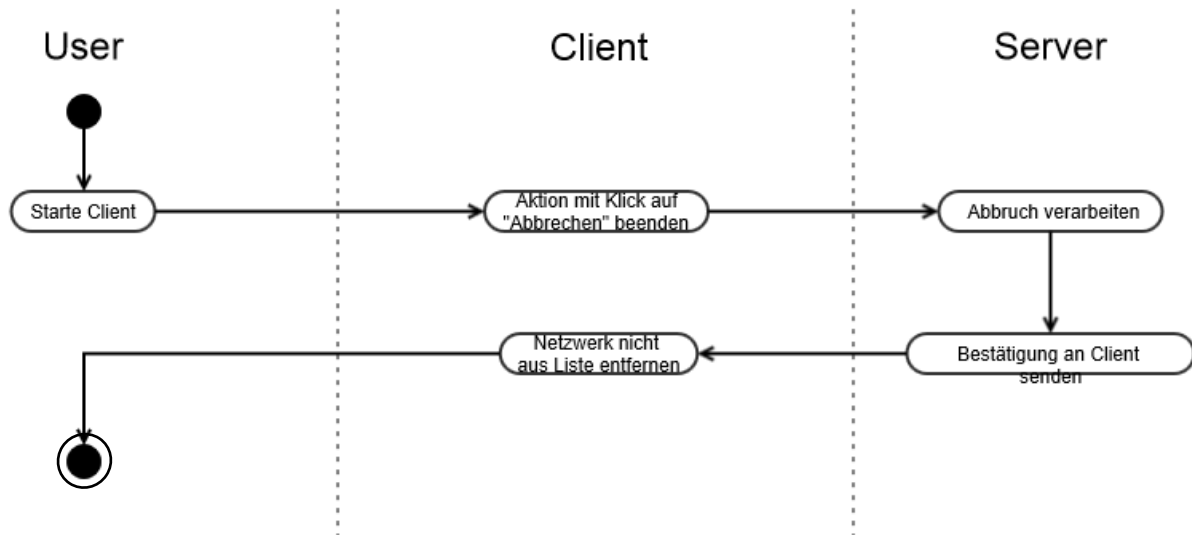 User
Client
Server
Starte Client
Aktion mit Klick auf
"Abbrechen" beenden
Abbruch verarbeiten
Netzwerk nicht
aus Liste entfernen
Bestätigung an Client
senden